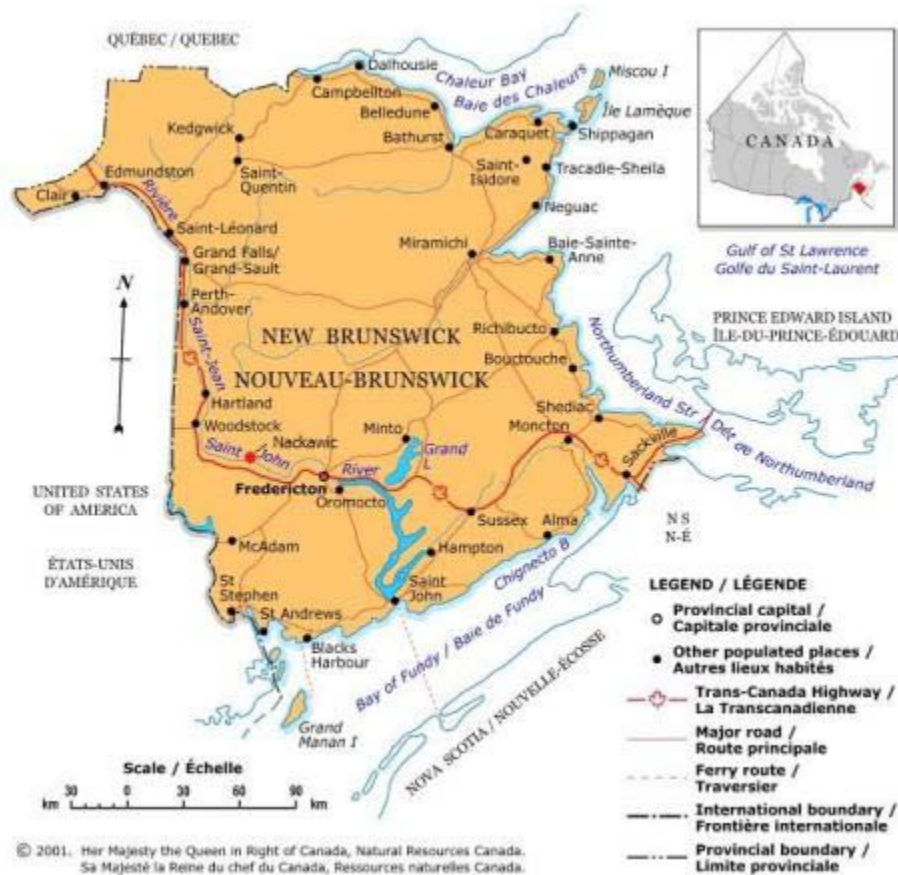 QUÉBEC / QUEBEC
Dalhousie
Chaleur Bay
Baie des Chaleurs
Miscou I
Campbellton
Île Lamèque
Belledune
Kedgwick
Caraquet
Shippagan
Bathurst
CANADA
Saint-
Isidore
Tracadie-Sheila
Edmundston
Saint-
Quentin
Clair
Rivière
Neguac
Saint-Léonard
Miramichi
Baie-Sainte-
Anne
Grand Falls/
Grand-Sault
Gulf of St Lawrence
Golfe du Saint-Laurent
N
Perth-
Andover
PRINCE EDWARD ISLAND
ÎLE-DU-PRINCE-ÉDOUARD
Saint-Jean
NEW BRUNSWICK
NOUVEAU-BRUNSWICK
Richibucto
Northumberland Str
Bouctouche
Dét de Northumberland
Hartland
Shediac
Woodstock
Moncton
Minto
Nackawic
Grand
L
Sackville
Saint John River
Fredericton
Oromocto
UNITED STATES
OF AMERICA
Sussex
Alma
N S
N-É
McAdam
Hampton
Chignecto B
ÉTATS-UNIS
D'AMÉRIQUE
St
Stephen
Saint
John
St Andrews
Blacks
Harbour
Bay of Fundy / Baie de Fundy
Grand
Manan I
NOVA SCOTIA / NOUVELLE-ÉCOSSE
LEGEND / LÉGENDE
Provincial capital /
Capitale provinciale
Other populated places /
Autres lieux habités
Trans-Canada Highway /
La Transcanadienne
Major road /
Route principale
Ferry route /
Traversier
International boundary /
Frontière internationale
Provincial boundary /
Limite provinciale
Scale / Échelle
km 30 0 30 60 90 km
© 2001. Her Majesty the Queen in Right of Canada, Natural Resources Canada.
Sa Majesté la Reine du chef du Canada, Ressources naturelles Canada.